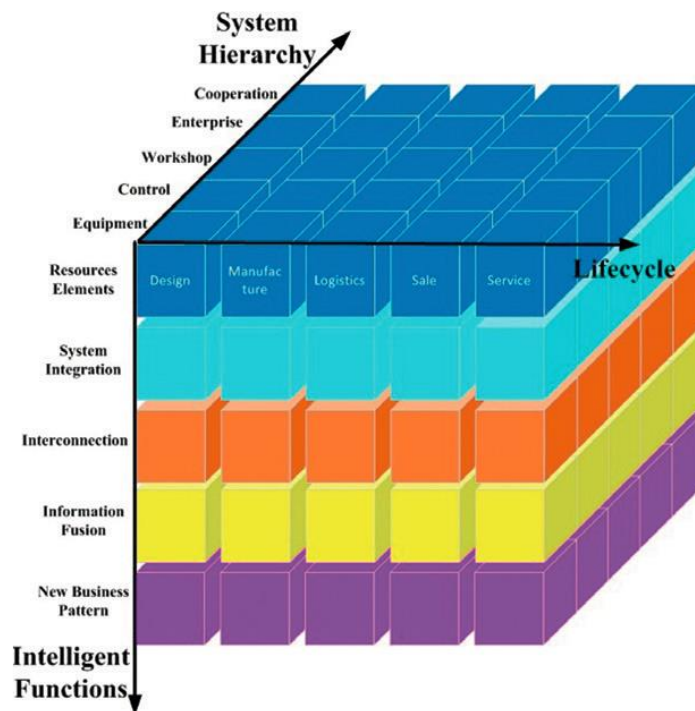 System
Hierarchy
Cooperation
Enterprise
Workshop
Control
Equipment
Lifecycle
Resources
Elements
Design
Manufac
ture
Logistics
Sale
Service
System
Integration
Interconnection
Information
Fusion
New Business
Pattern
Intelligent
Functions